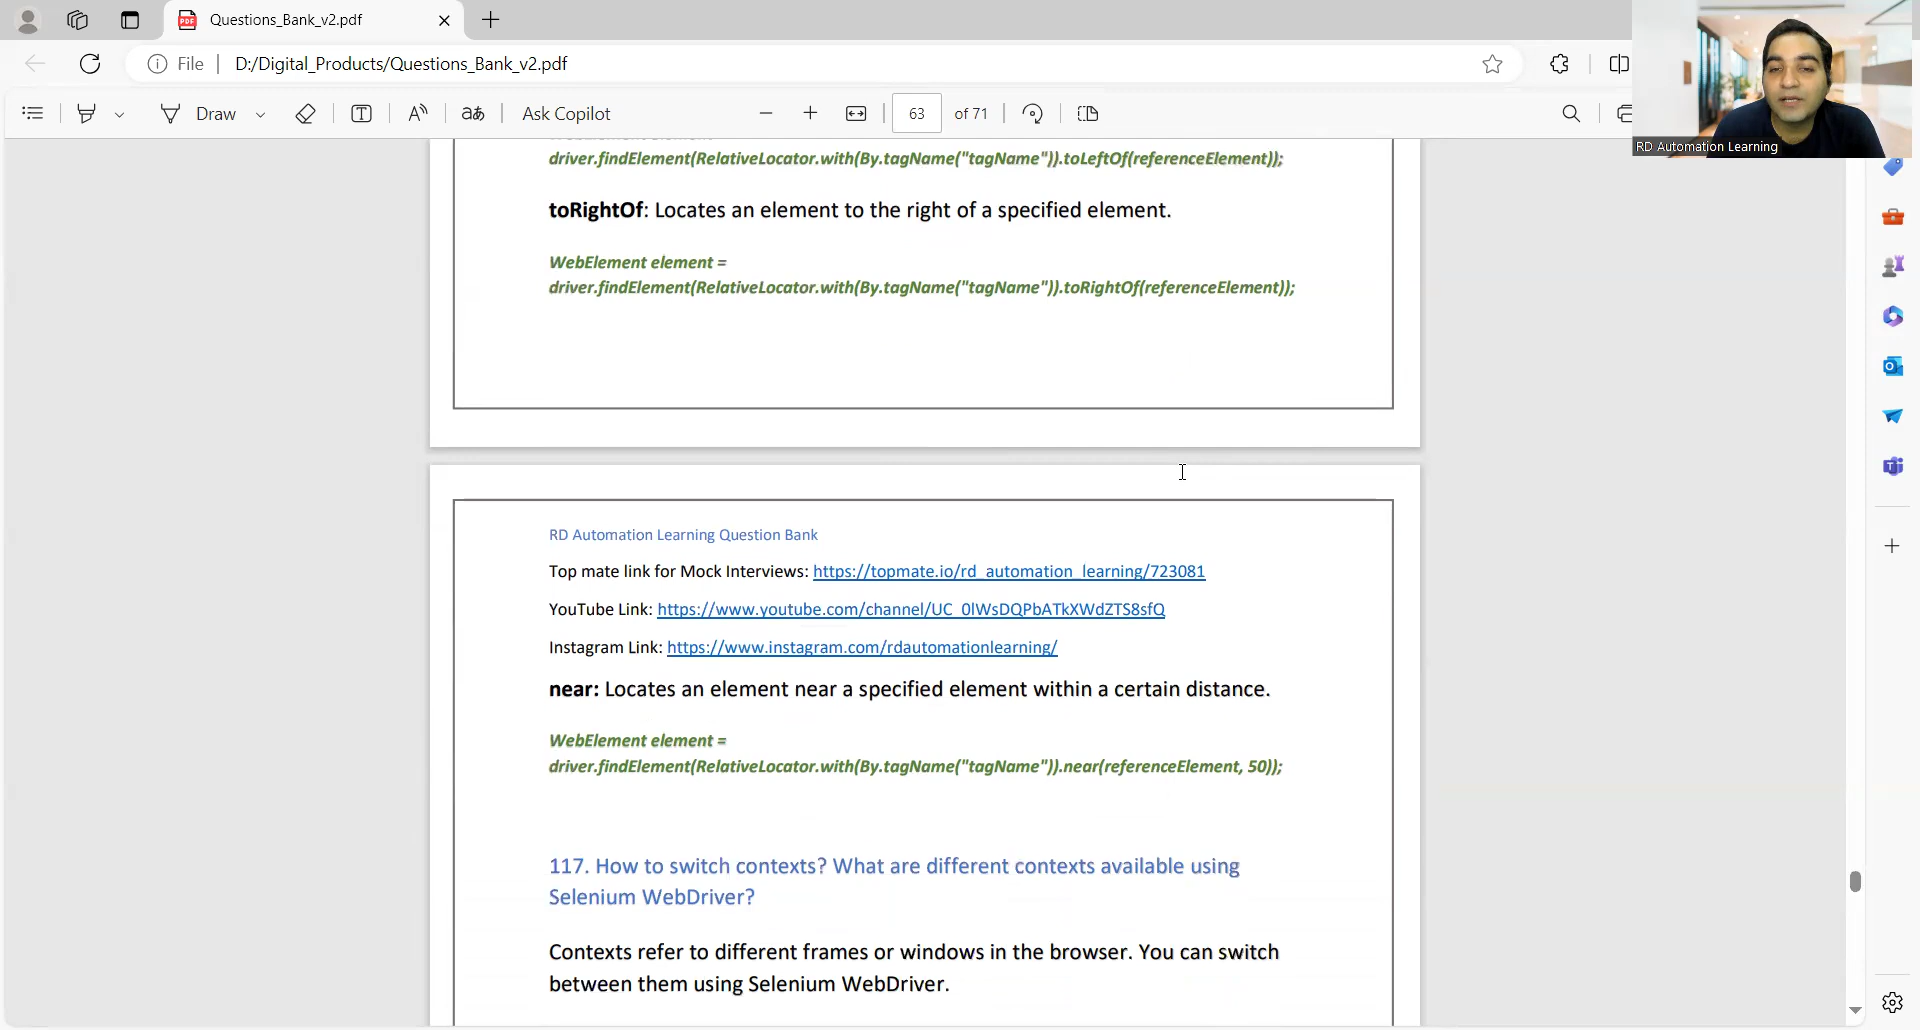 Questions_Bank_v2.pdf
File
D:/Digital_Products/Questions_Bank_v2.pdf
Draw
Ask Copilot
63 of 71
RD Automation Learning
driver.findElement(RelativeLocator.with(By.tagName("tagName")).toLeftOf(referenceElement));
toRightOf: Locates an element to the right of a specified element.
WebElement element =
driver.findElement(RelativeLocator.with(By.tagName("tagName")).toRightOf(referenceElement));
RD Automation Learning Question Bank
Top mate link for Mock Interviews: https://topmate.io/rd_automation_learning/723081
YouTube Link: https://www.youtube.com/channel/UC_0lWsDQPbATkXWdZTS8sfQ
Instagram Link: https://www.instagram.com/rdautomationlearning/
near: Locates an element near a specified element within a certain distance.
WebElement element =
driver.findElement(RelativeLocator.with(By.tagName("tagName")).near(referenceElement, 50));
117. How to switch contexts? What are different contexts available using
Selenium WebDriver?
Contexts refer to different frames or windows in the browser. You can switch
between them using Selenium WebDriver.